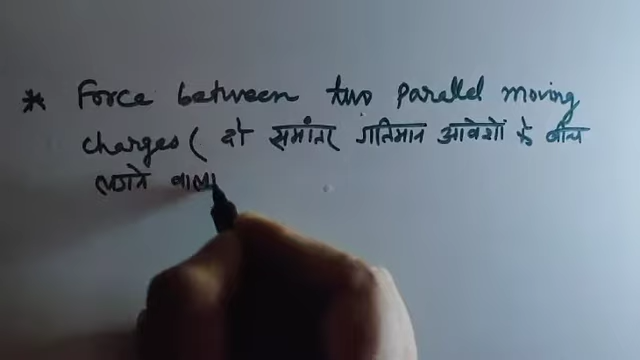 * Force between two parallel moving
charges ( दो समांतर गतिमान आवेशों के बीच
लगने वाला